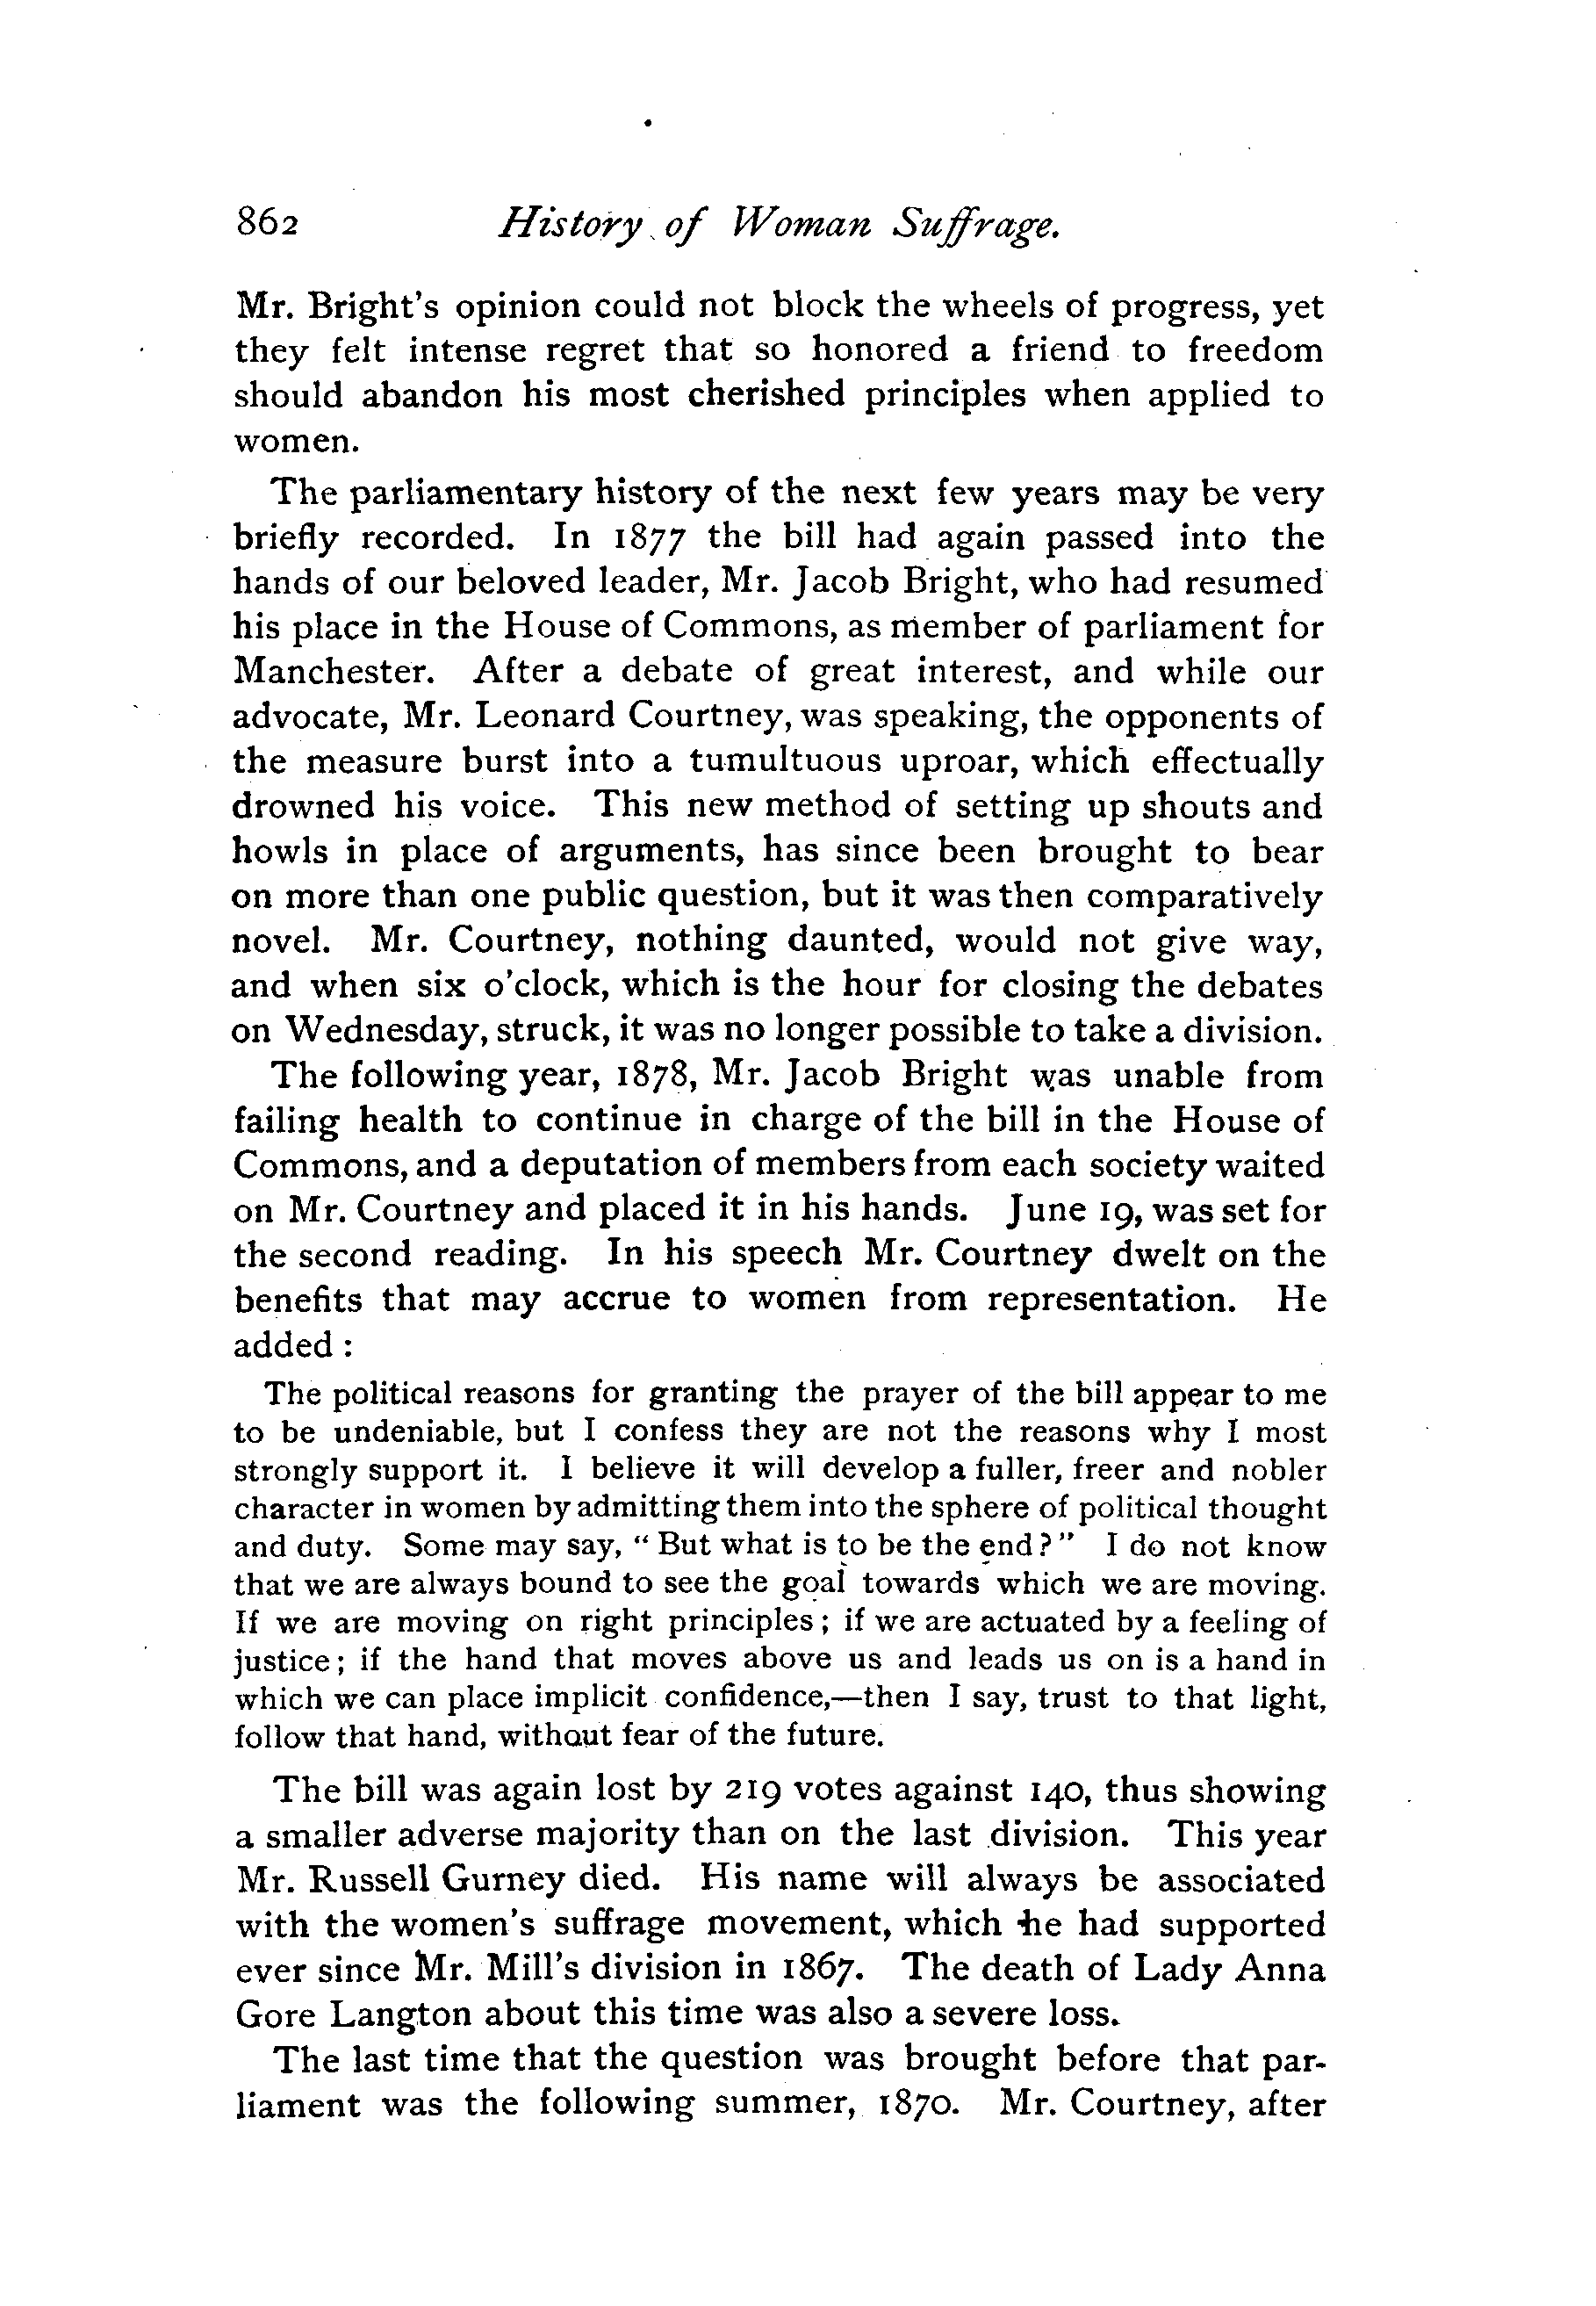 862 History of Woman Suffrage.
Mr. Bright's opinion could not block the wheels of progress, yet
they felt intense regret that so honored a friend to freedom
should abandon his most cherished principles when applied to
women.
The parliamentary history of the next few years may be very
briefly recorded. In 1877 the bill had again passed into the
hands of our beloved leader, Mr. Jacob Bright, who had resumed
his place in the House of Commons, as member of parliament for
Manchester. After a debate of great interest, and while our
advocate, Mr. Leonard Courtney, was speaking, the opponents of
the measure burst into a tumultuous uproar, which effectually
drowned his voice. This new method of setting up shouts and
howls in place of arguments, has since been brought to bear
on more than one public question, but it was then comparatively
novel. Mr. Courtney, nothing daunted, would not give way,
and when six o'clock, which is the hour for closing the debates
on Wednesday, struck, it was no longer possible to take a division.
The following year, 1878, Mr. Jacob Bright was unable from
failing health to continue in charge of the bill in the House of
Commons, and a deputation of members from each society waited
on Mr. Courtney and placed it in his hands. June 19, was set for
the second reading. In his speech Mr. Courtney dwelt on the
benefits that may accrue to women from representation. He
added :
The political reasons for granting the prayer of the bill appear to me
to be undeniable, but I confess they are not the reasons why I most
strongly support it. I believe it will develop a fuller, freer and nobler
character in women by admitting them into the sphere of political thought
and duty. Some may say, " But what is to be the end ? " I do not know
that we are always bound to see the goal towards which we are moving.
If we are moving on right principles ; if we are actuated by a feeling of
justice ; if the hand that moves above us and leads us on is a hand in
which we can place implicit confidence,—then I say, trust to that light,
follow that hand, without fear of the future.
The bill was again lost by 219 votes against 140, thus showing
a smaller adverse majority than on the last division. This year
Mr. Russell Gurney died. His name will always be associated
with the women's suffrage movement, which he had supported
ever since Mr. Mill's division in 1867. The death of Lady Anna
Gore Langton about this time was also a severe loss.
The last time that the question was brought before that par-
liament was the following summer, 1870. Mr. Courtney, after